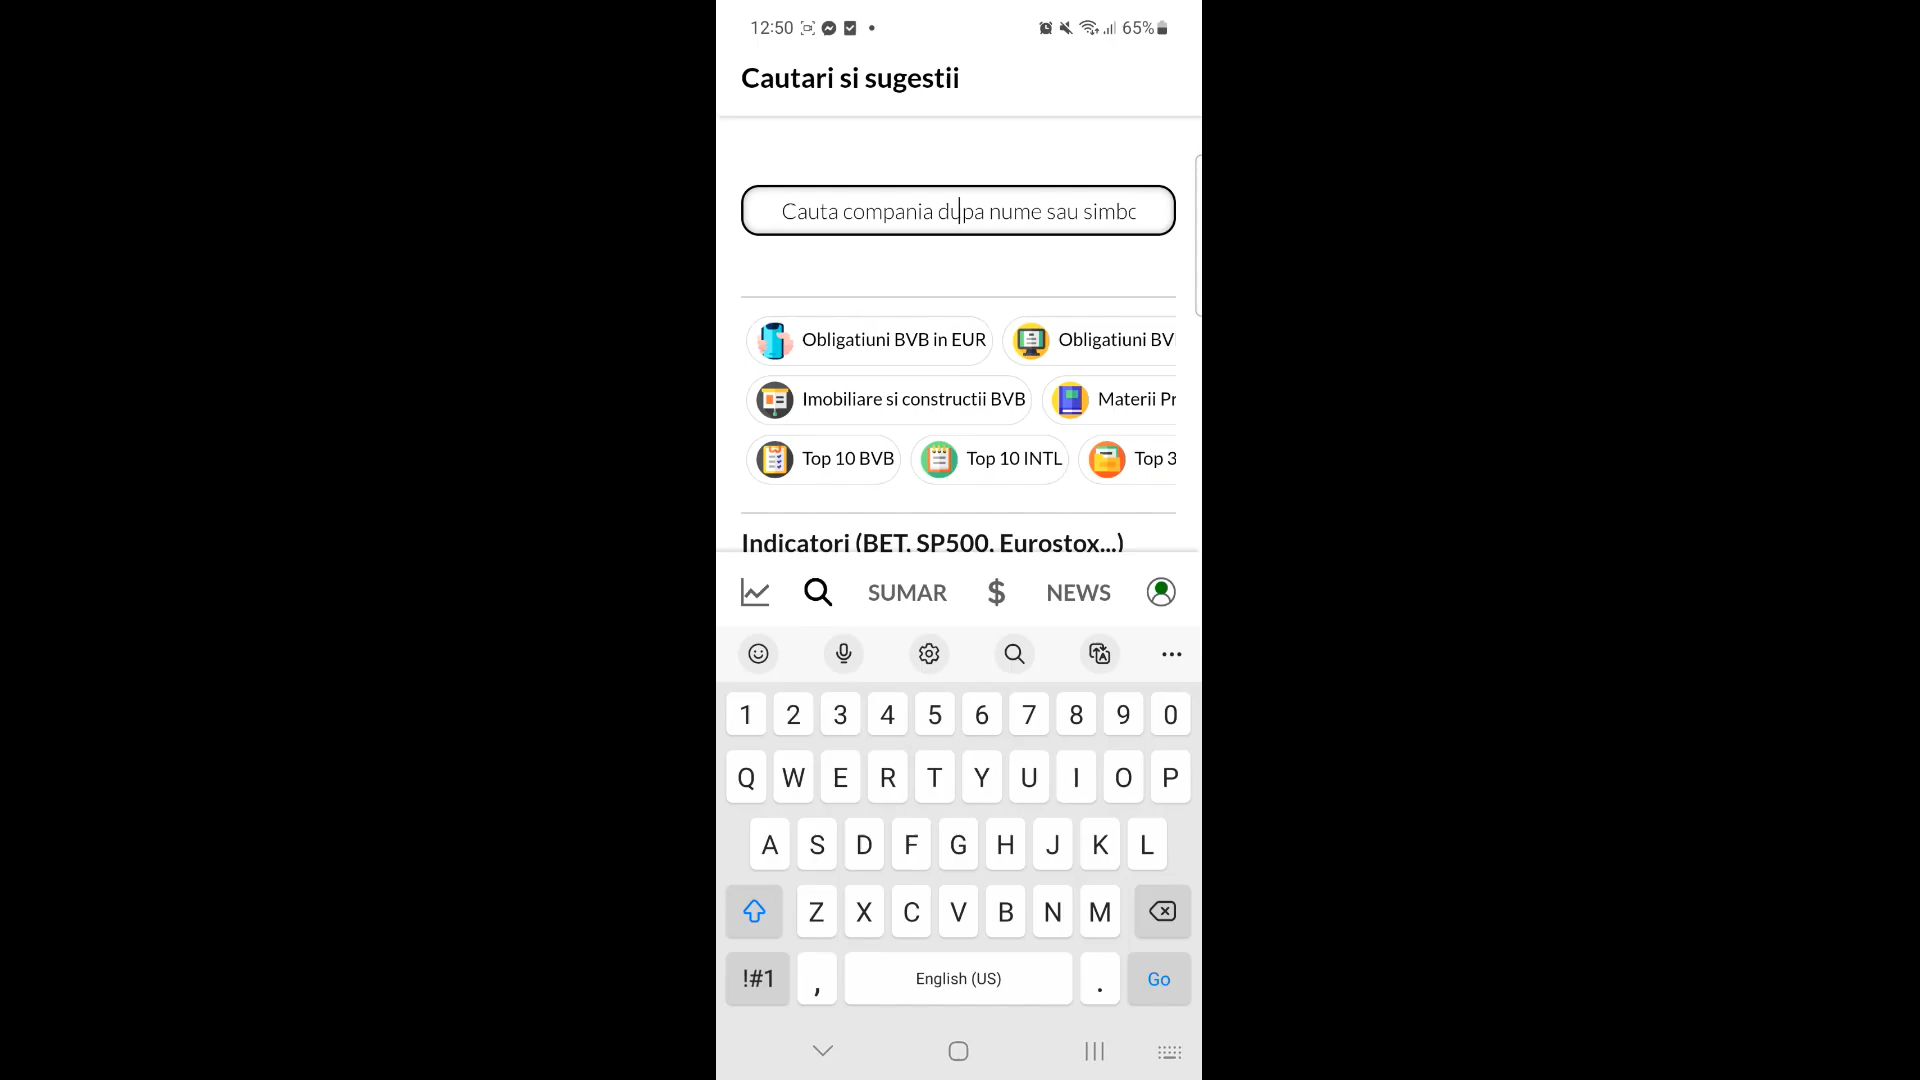 12:50
65%
Cautari si sugestii
Cauta compania dupa nume sau simbo
Obligatiuni BVB in EUR
Obligatiuni BV
Imobiliare si constructii BVB
Materii Pr
Top 10 BVB
Top 10 INTL
Top 3
Indicatori (BET, SP500, Eurostox...)
SUMAR
$
NEWS
1 2 3 4 5 6 7 8 9 0
Q W E R T Y U I O P
A S D F G H J K L
Z X C V B N M
!#1 , English (US) . Go